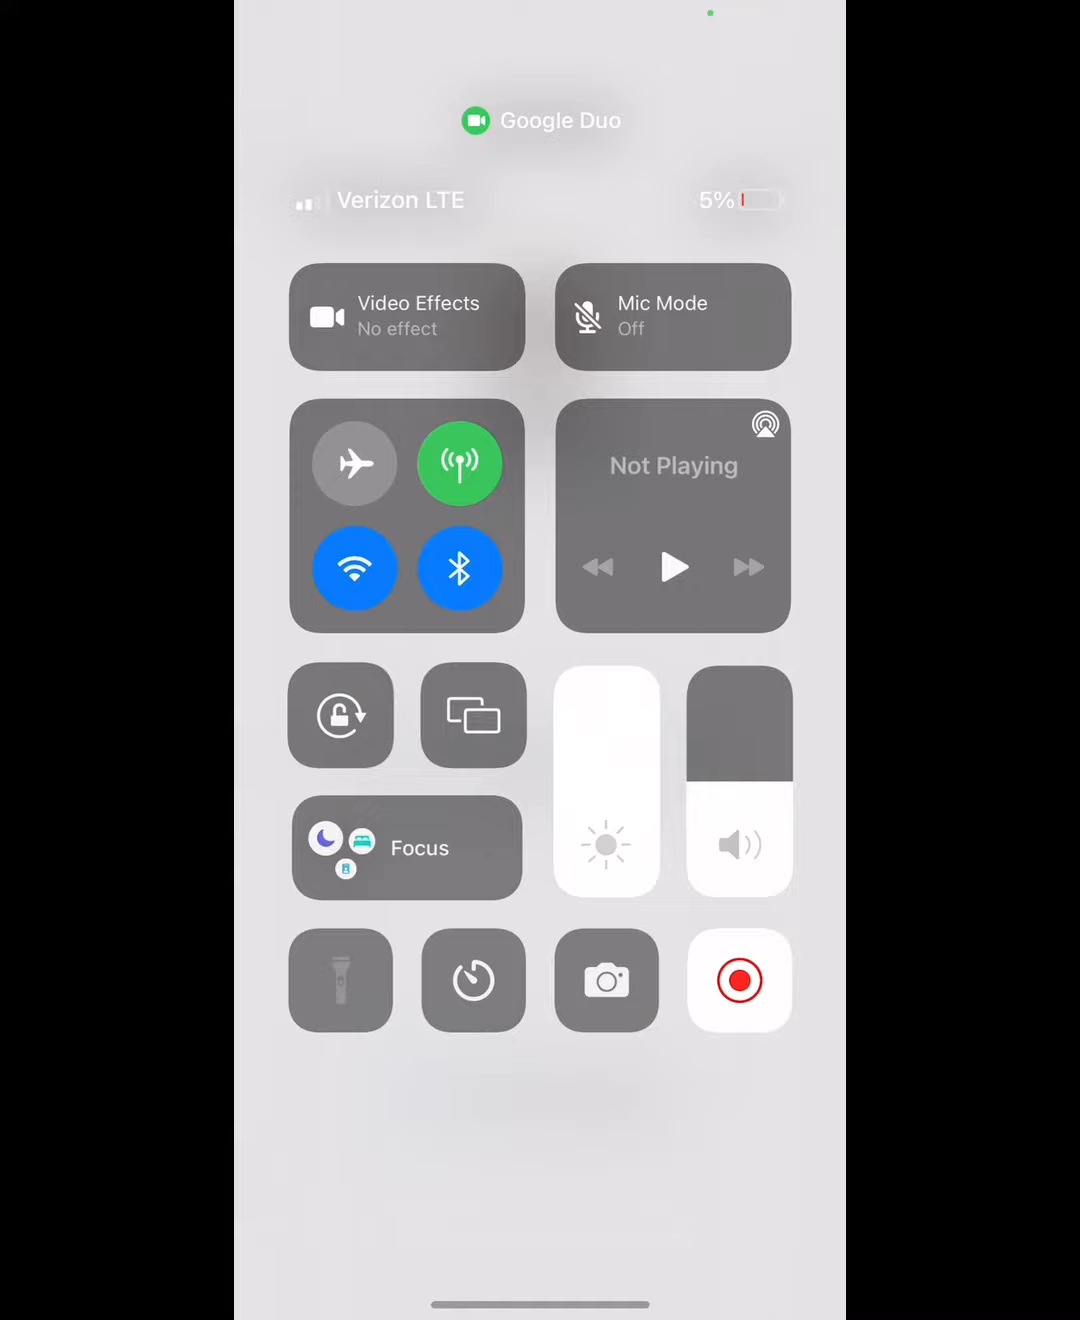 Google Duo
Verizon LTE
5%
Video Effects
No effect
Mic Mode
Off
Not Playing
Focus